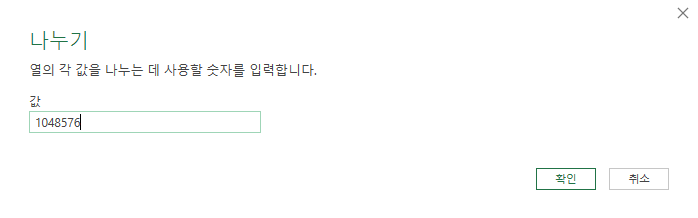 나누기
열의 각 값을 나누는 데 사용할 숫자를 입력합니다.
값
1048576
확인 취소